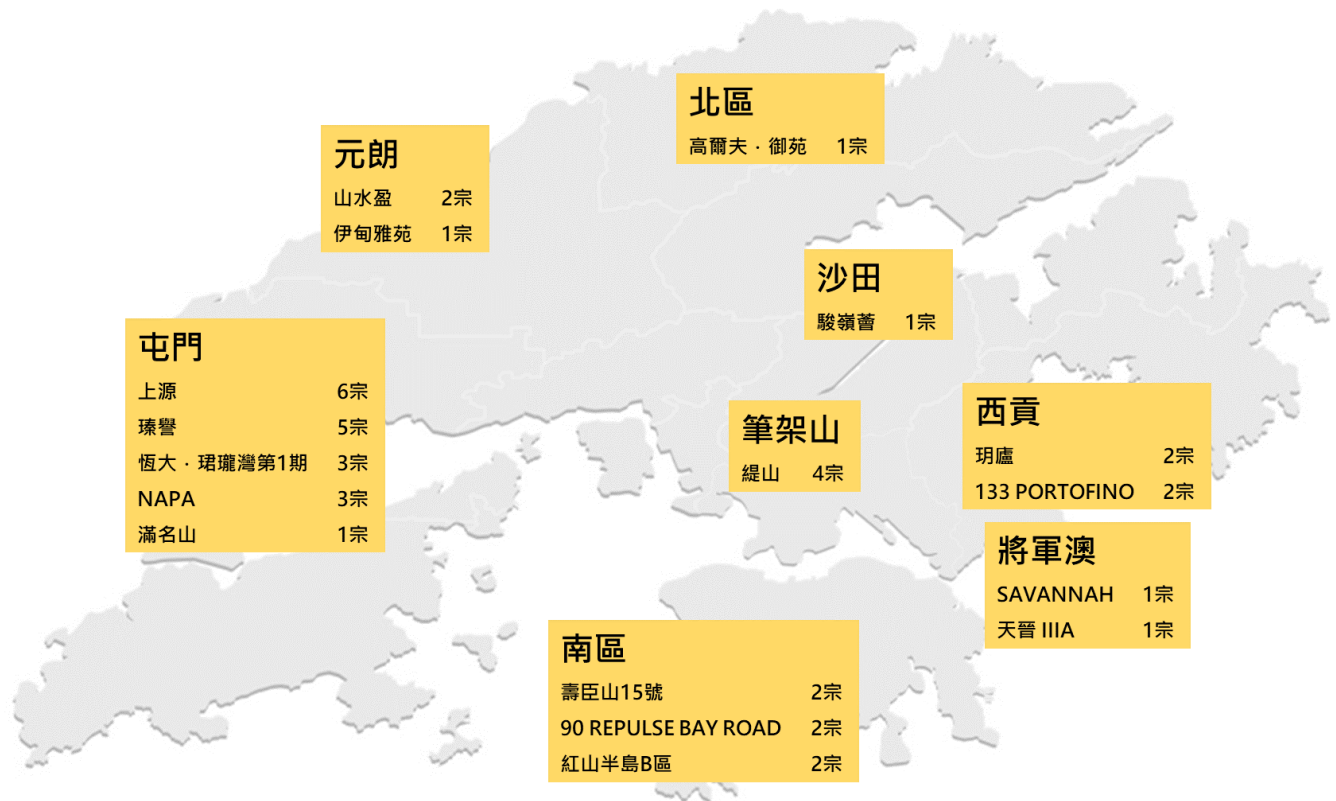 北區
高爾夫．御苑 1宗
元朗
山水盈 2宗
伊甸雅苑 1宗
沙田
駿嶺薈 1宗
屯門
上源 6宗
瑧譽 5宗
恆大．珺瓏灣第1期 3宗
NAPA 3宗
滿名山 1宗
筆架山
緹山 4宗
西貢
玥廬 2宗
133 PORTOFINO 2宗
將軍澳
SAVANNAH 1宗
天晉 IIIA 1宗
南區
壽臣山15號 2宗
90 REPULSE BAY ROAD 2宗
紅山半島B區 2宗